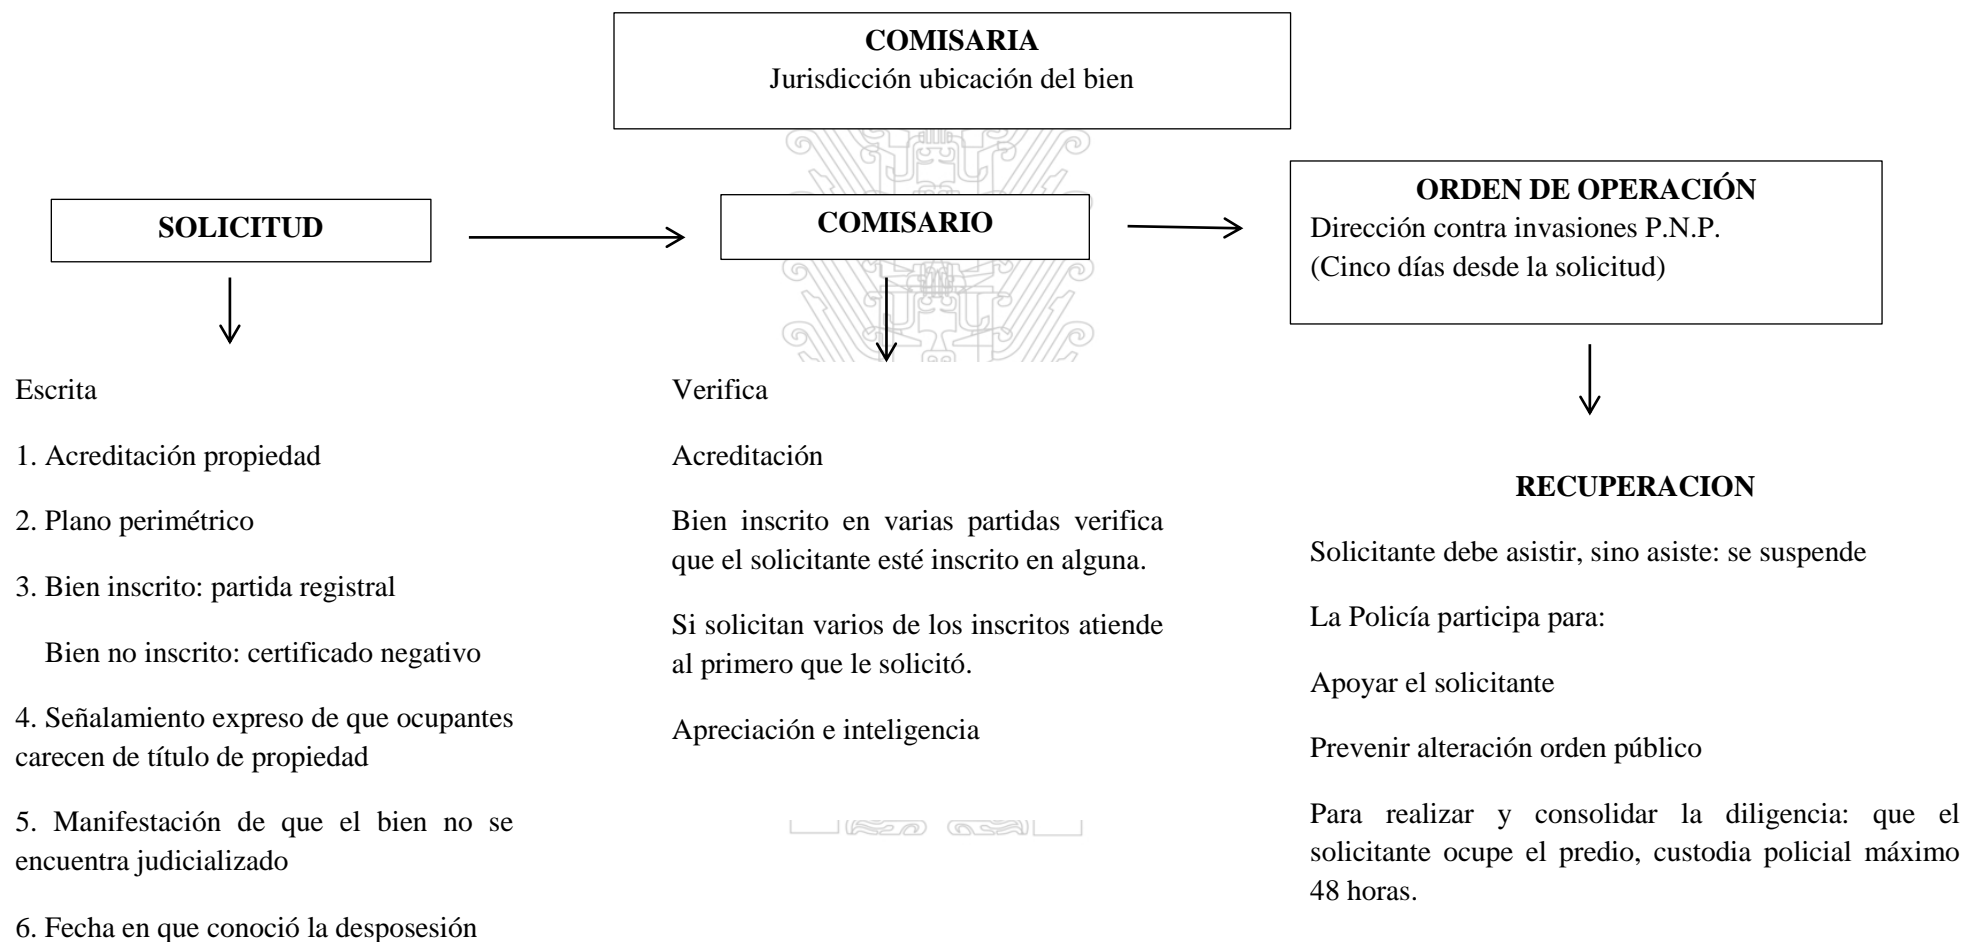 COMISARIA
Jurisdicción ubicación del bien
SOLICITUD
COMISARIO
ORDEN DE OPERACIÓN
Dirección contra invasiones P.N.P.
(Cinco días desde la solicitud)
Escrita
1. Acreditación propiedad
2. Plano perimétrico
3. Bien inscrito: partida registral
Bien no inscrito: certificado negativo
4. Señalamiento expreso de que ocupantes
carecen de título de propiedad
5. Manifestación de que el bien no se
encuentra judicializado
6. Fecha en que conoció la desposesión
Verifica
Acreditación
Bien inscrito en varias partidas verifica
que el solicitante esté inscrito en alguna.
Si solicitan varios de los inscritos atiende
al primero que le solicitó.
Apreciación e inteligencia
RECUPERACION
Solicitante debe asistir, sino asiste: se suspende
La Policía participa para:
Apoyar el solicitante
Prevenir alteración orden público
Para realizar y consolidar la diligencia: que el
solicitante ocupe el predio, custodia policial máximo
48 horas.